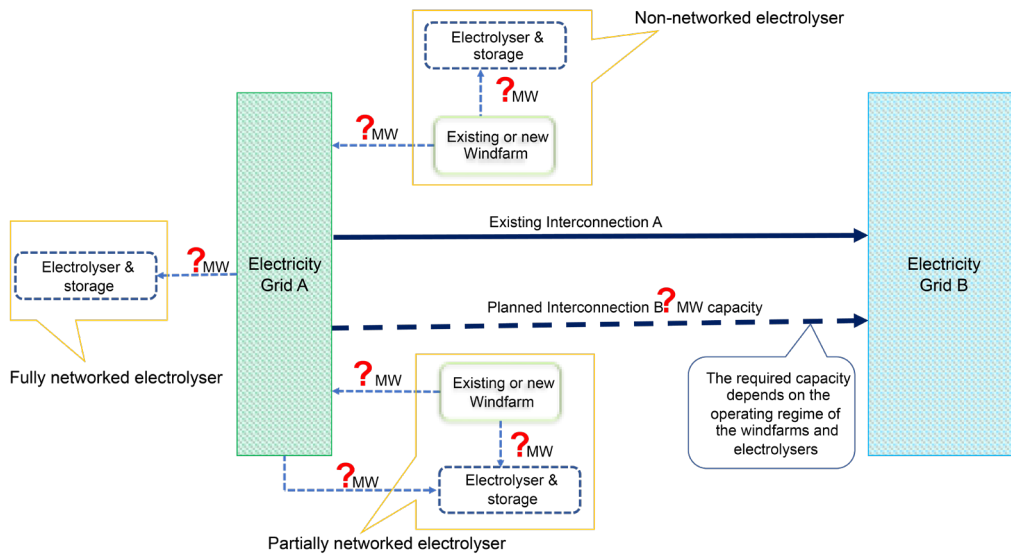 Non-networked electrolyser
Electrolyser &
storage
?MW
?MW
Existing or new
Windfarm
Existing Interconnection A
Electrolyser &
storage
?MW
Electricity
Grid A
Electricity
Grid B
Planned Interconnection B ?MW capacity
Fully networked electrolyser
?MW
Existing or new
Windfarm
The required capacity
depends on the
operating regime of
the windfarms and
electrolysers
?MW
?MW
Electrolyser &
storage
Partially networked electrolyser